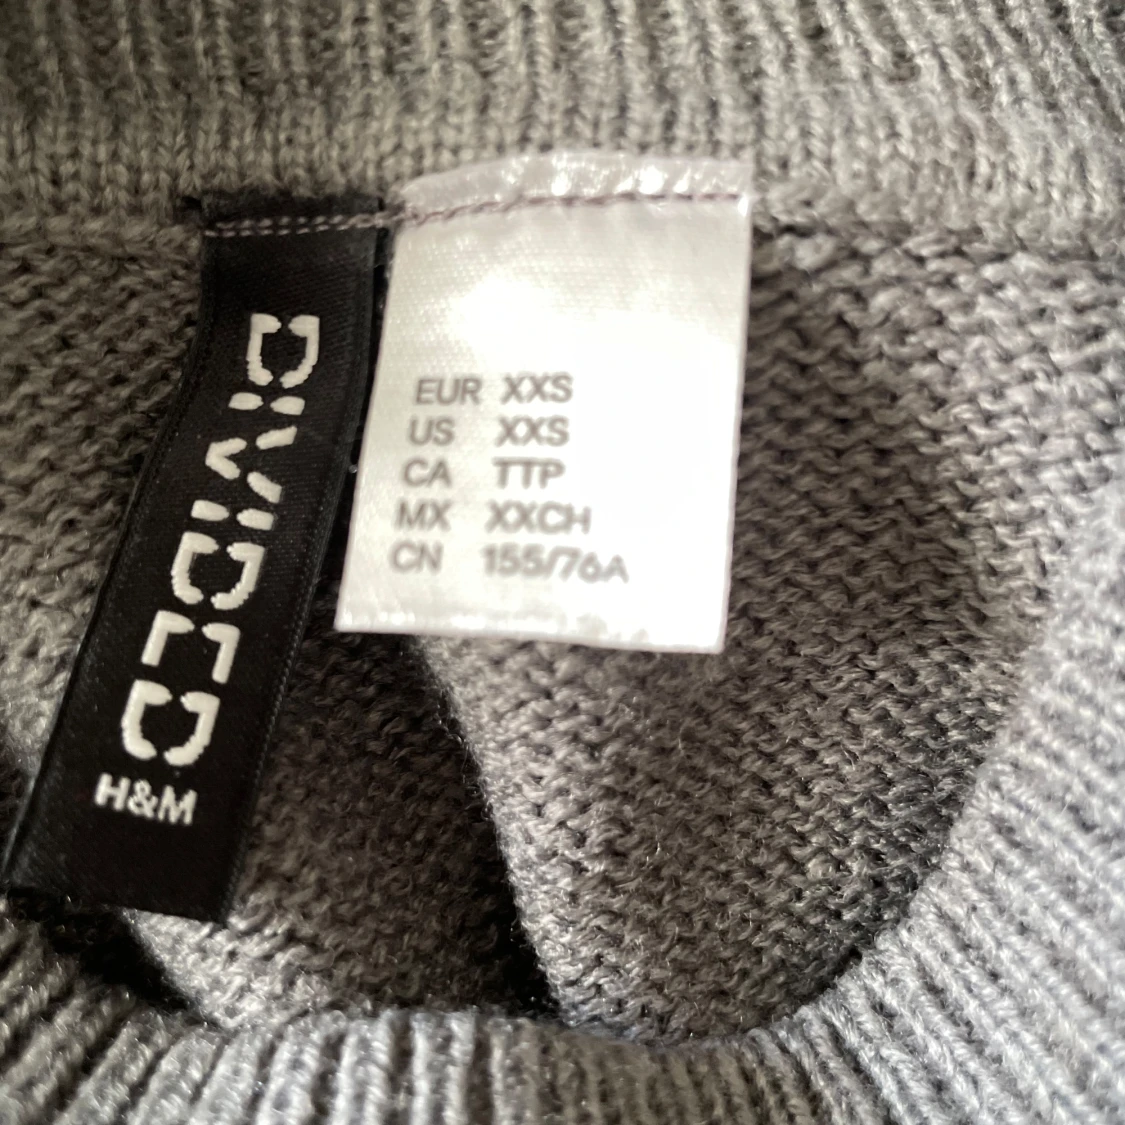 DIVIDED
H&M
EUR XXS
US XXS
CA TTP
MX XXCH
CN 155/76A